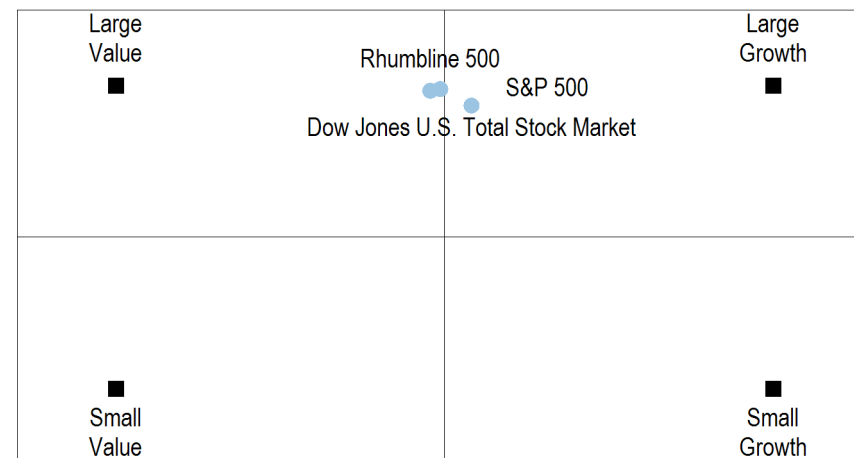 Large
Value
Large
Growth
Rhumbline 500
S&P 500
Dow Jones U.S. Total Stock Market
Small
Value
Small
Growth